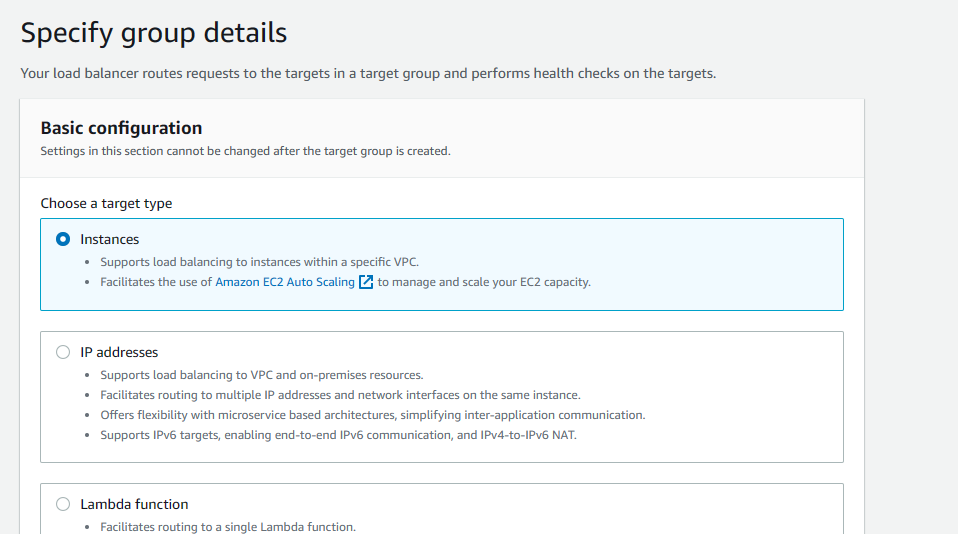 Specify group details
Your load balancer routes requests to the targets in a target group and performs health checks on the targets.
Basic configuration
Settings in this section cannot be changed after the target group is created.
Choose a target type
Instances
Supports load balancing to instances within a specific VPC.
Facilitates the use of Amazon EC2 Auto Scaling to manage and scale your EC2 capacity.
IP addresses
Supports load balancing to VPC and on-premises resources.
Facilitates routing to multiple IP addresses and network interfaces on the same instance.
Offers flexibility with microservice based architectures, simplifying inter-application communication.
Supports IPv6 targets, enabling end-to-end IPv6 communication, and IPv4-to-IPv6 NAT.
Lambda function
Facilitates routing to a single Lambda function.